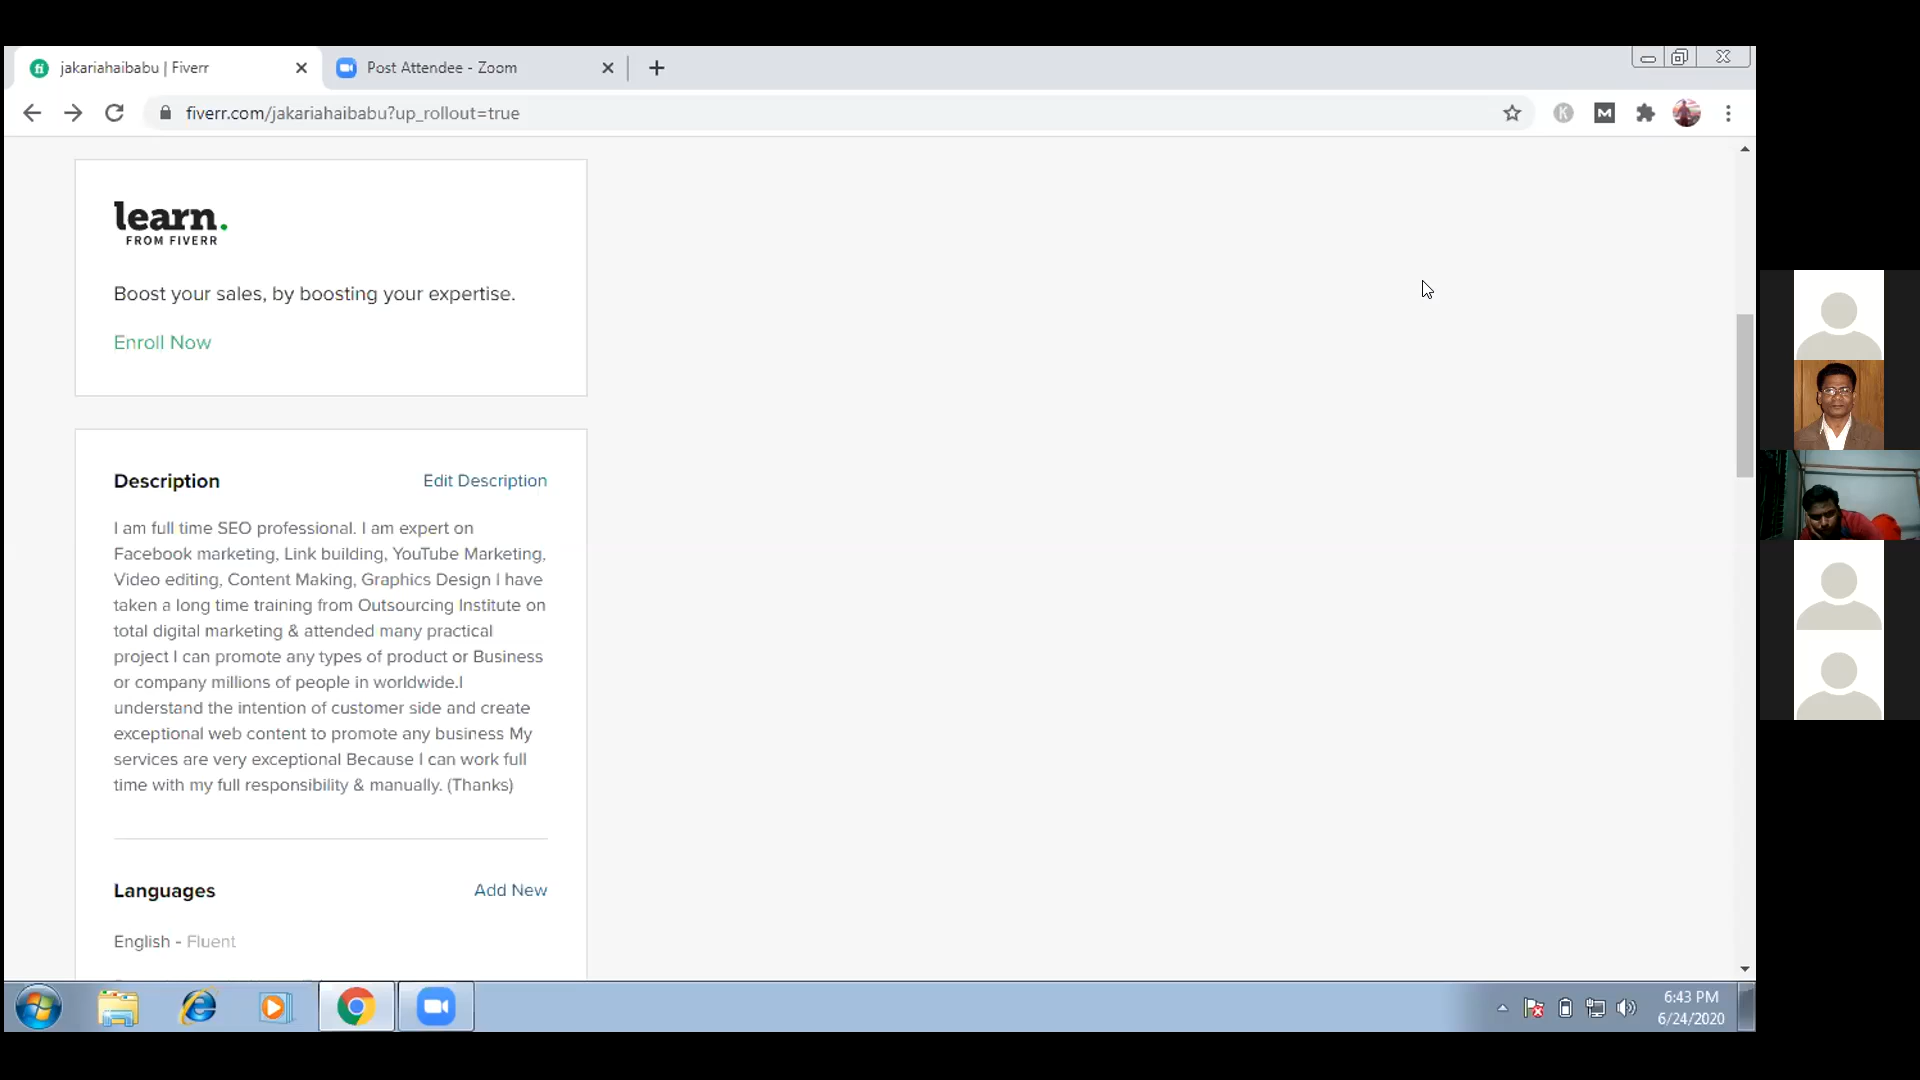 jakariahaibabu | Fiverr
Post Attendee - Zoom
fiverr.com/jakariahaibabu?up_rollout=true
learn.
FROM FIVERR
Boost your sales, by boosting your expertise.
Enroll Now
Description
Edit Description
I am full time SEO professional. I am expert on
Facebook marketing, Link building, YouTube Marketing,
Video editing, Content Making, Graphics Design I have
taken a long time training from Outsourcing Institute on
total digital marketing & attended many practical
project I can promote any types of product or Business
or company millions of people in worldwide.I
understand the intention of customer side and create
exceptional web content to promote any business My
services are very exceptional Because I can work full
time with my full responsibility & manually. (Thanks)
Languages
Add New
English - Fluent
6:43 PM
6/24/2020